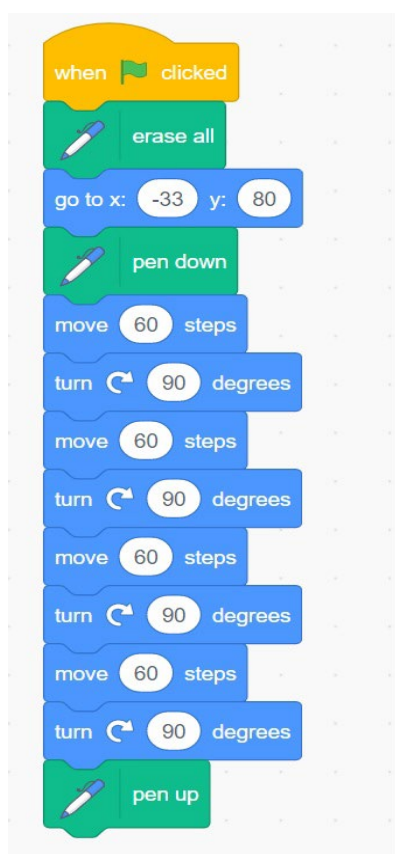 when clicked
erase all
go to x: -33 y: 80
pen down
move 60 steps
turn 90 degrees
move 60 steps
turn 90 degrees
move 60 steps
turn 90 degrees
move 60 steps
turn 90 degrees
pen up